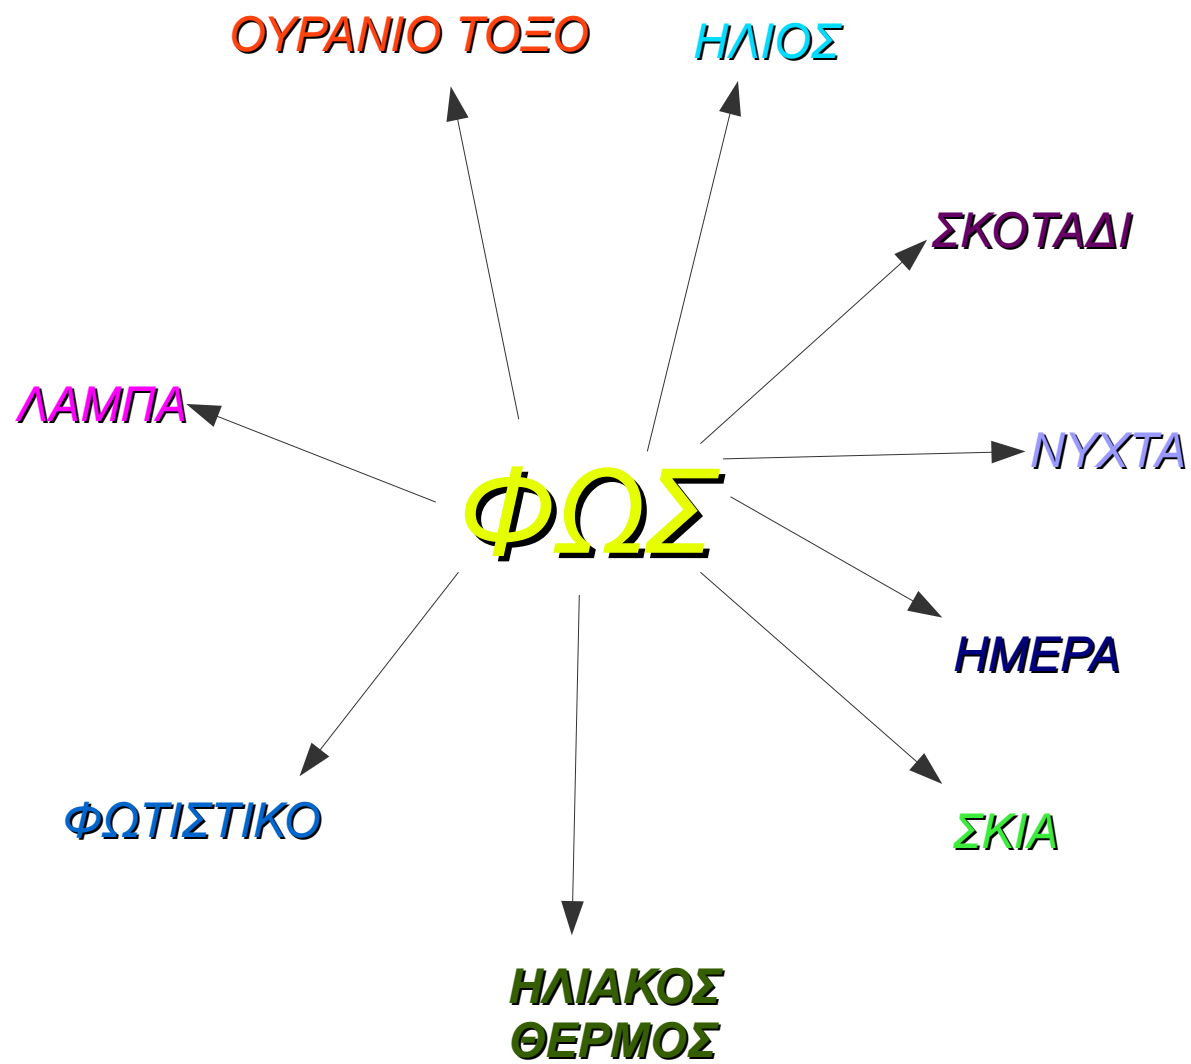 ΟΥΡΑΝΙΟ ΤΟΞΟ
ΗΛΙΟΣ
ΣΚΟΤΑΔΙ
ΛΑΜΠΑ
ΝΥΧΤΑ
ΦΩΣ
ΗΜΕΡΑ
ΦΩΤΙΣΤΙΚΟ
ΣΚΙΑ
ΗΛΙΑΚΟΣ
ΘΕΡΜΟΣ